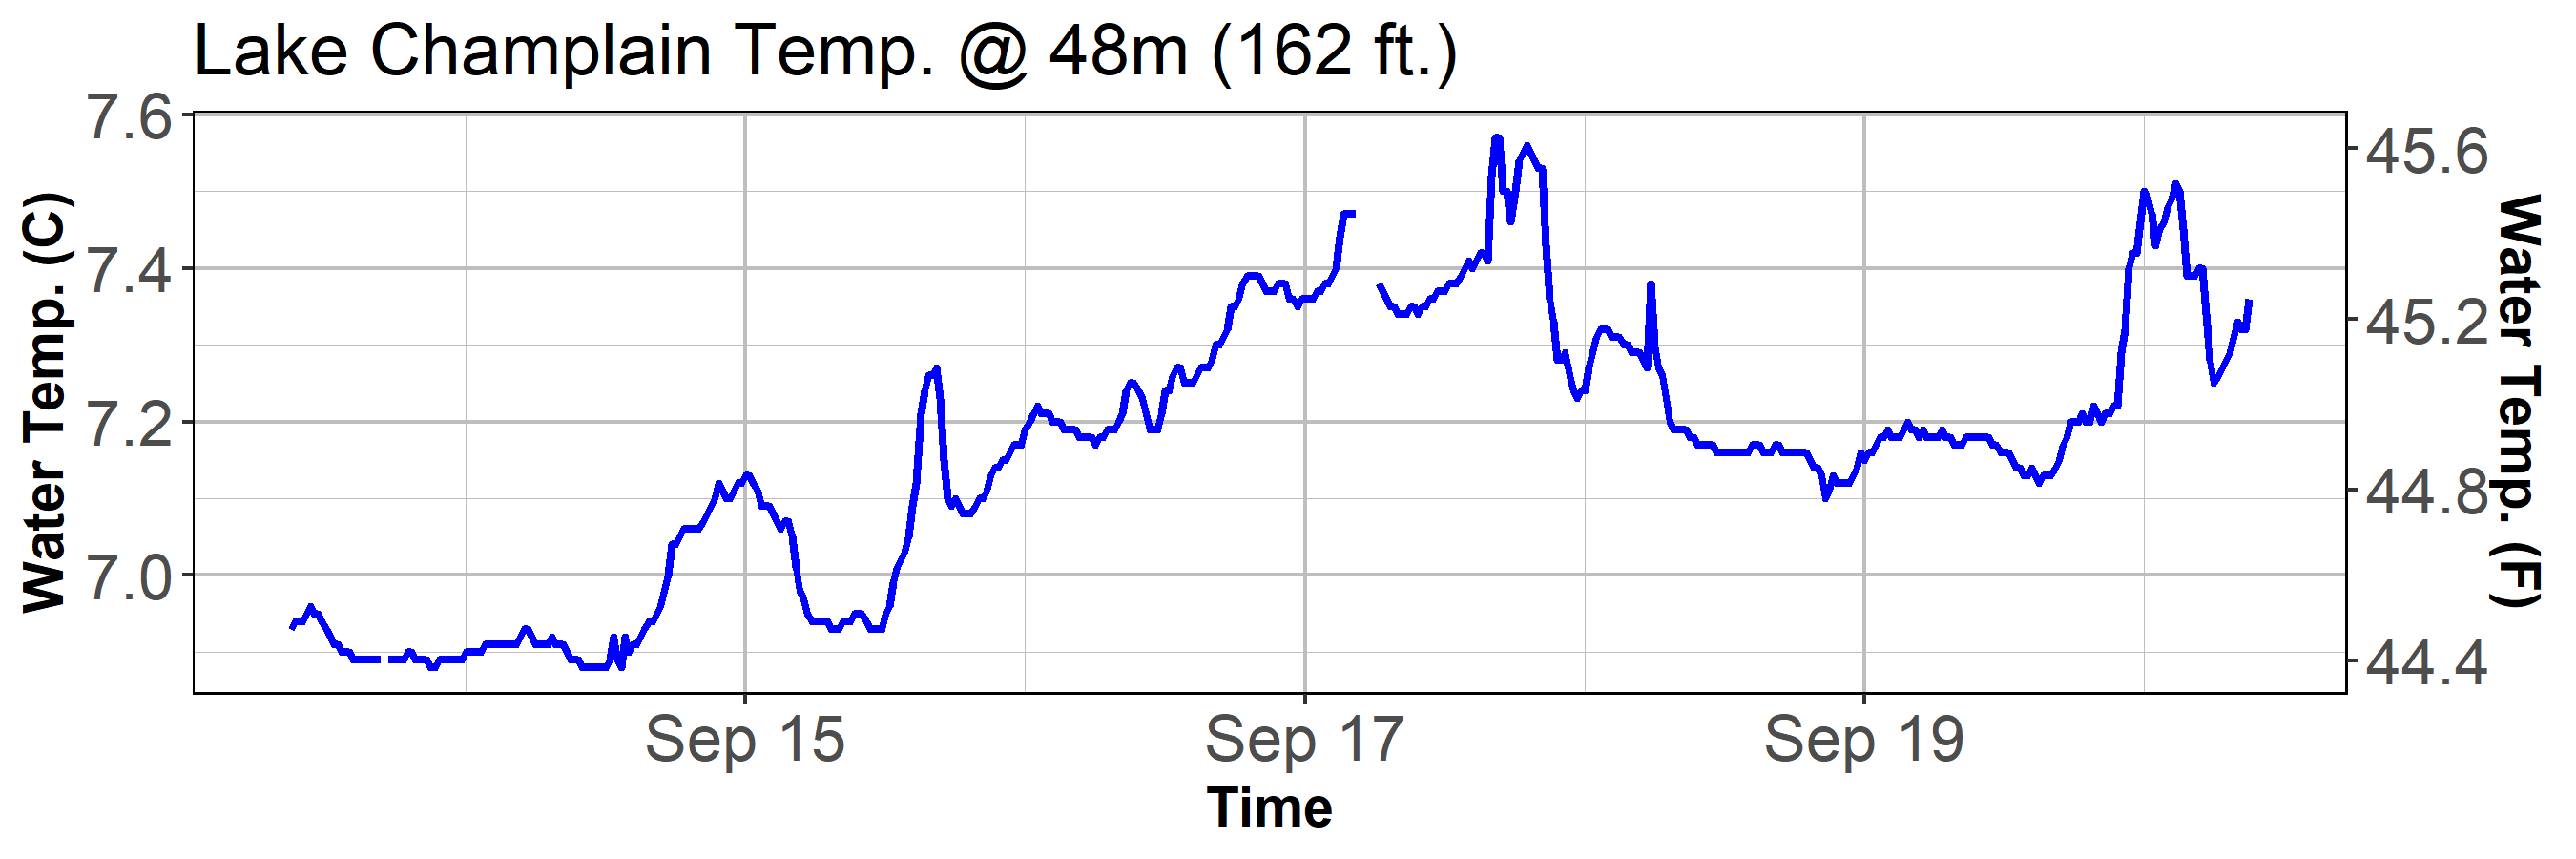 Lake Champlain Temp. @ 48m (162 ft.)
Water Temp. (C)
7.6
7.4
7.2
7.0
45.6
45.2
44.8
44.4
Water Temp. (F)
Sep 15
Sep 17
Sep 19
Time